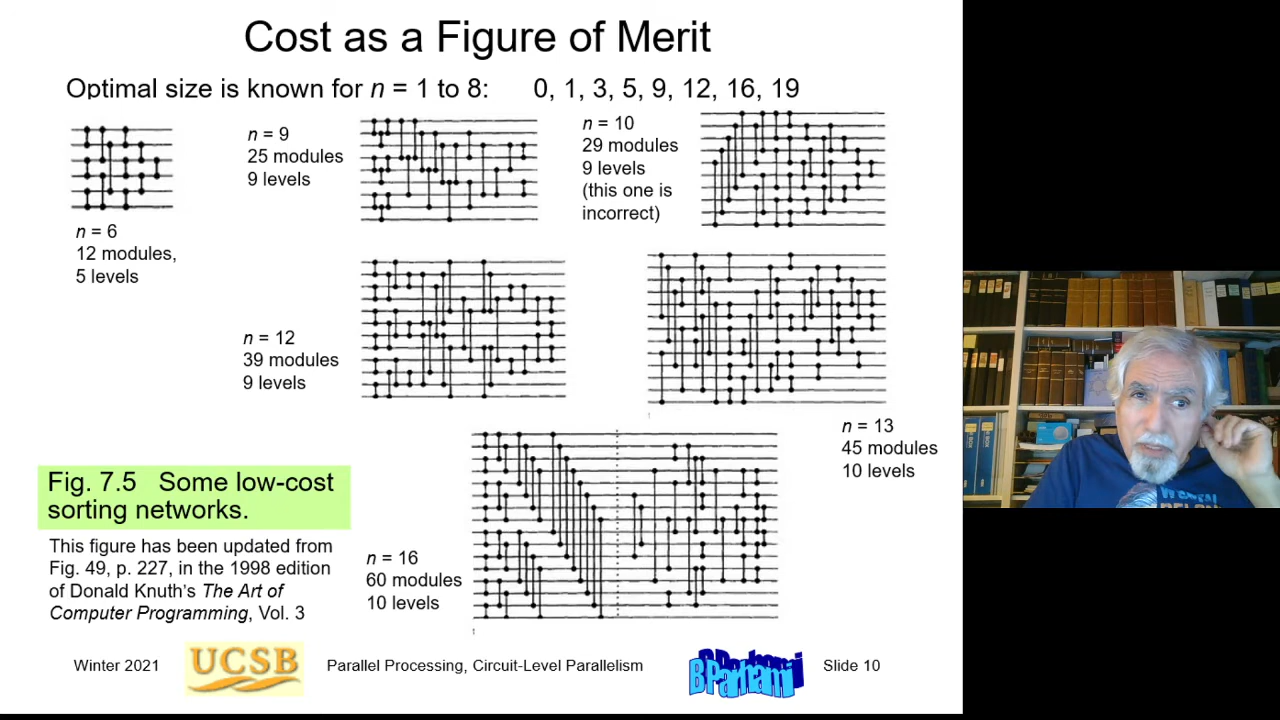 Cost as a Figure of Merit
Optimal size is known for n = 1 to 8: 0, 1, 3, 5, 9, 12, 16, 19
n = 6
12 modules,
5 levels
n = 9
25 modules
9 levels
n = 10
29 modules
9 levels
(this one is
incorrect)
n = 12
39 modules
9 levels
n = 13
45 modules
10 levels
n = 16
60 modules
10 levels
Fig. 7.5 Some low-cost
sorting networks.
This figure has been updated from
Fig. 49, p. 227, in the 1998 edition
of Donald Knuth's The Art of
Computer Programming, Vol. 3
Winter 2021
UCSB
Parallel Processing, Circuit-Level Parallelism
B Parhami
Slide 10